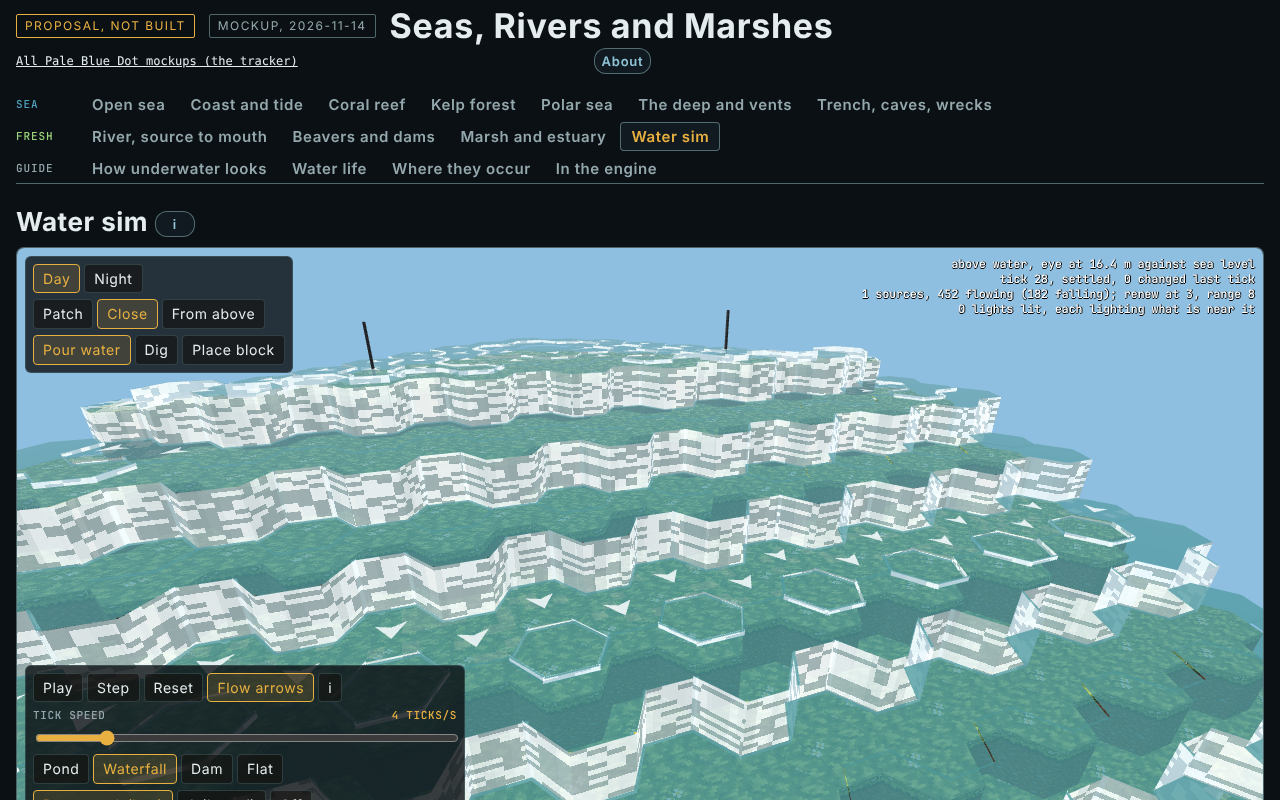 PROPOSAL, NOT BUILT MOCKUP, 2026-11-14 Seas, Rivers and Marshes
All Pale Blue Dot mockups (the tracker) About
SEA Open sea Coast and tide Coral reef Kelp forest Polar sea The deep and vents Trench, caves, wrecks
FRESH River, source to mouth Beavers and dams Marsh and estuary Water sim
GUIDE How underwater looks Water life Where they occur In the engine
Water sim i
Day Night
Patch Close From above
Pour water Dig Place block
above water, eye at 16.4 m against sea level
tick 28, settled, 0 changed last tick
1 sources, 452 flowing (182 falling); renew at 3, range 8
0 lights lit, each lighting what is near it
Play Step Reset Flow arrows i
TICK SPEED 4 TICKS/S
Pond Waterfall Dam Flat